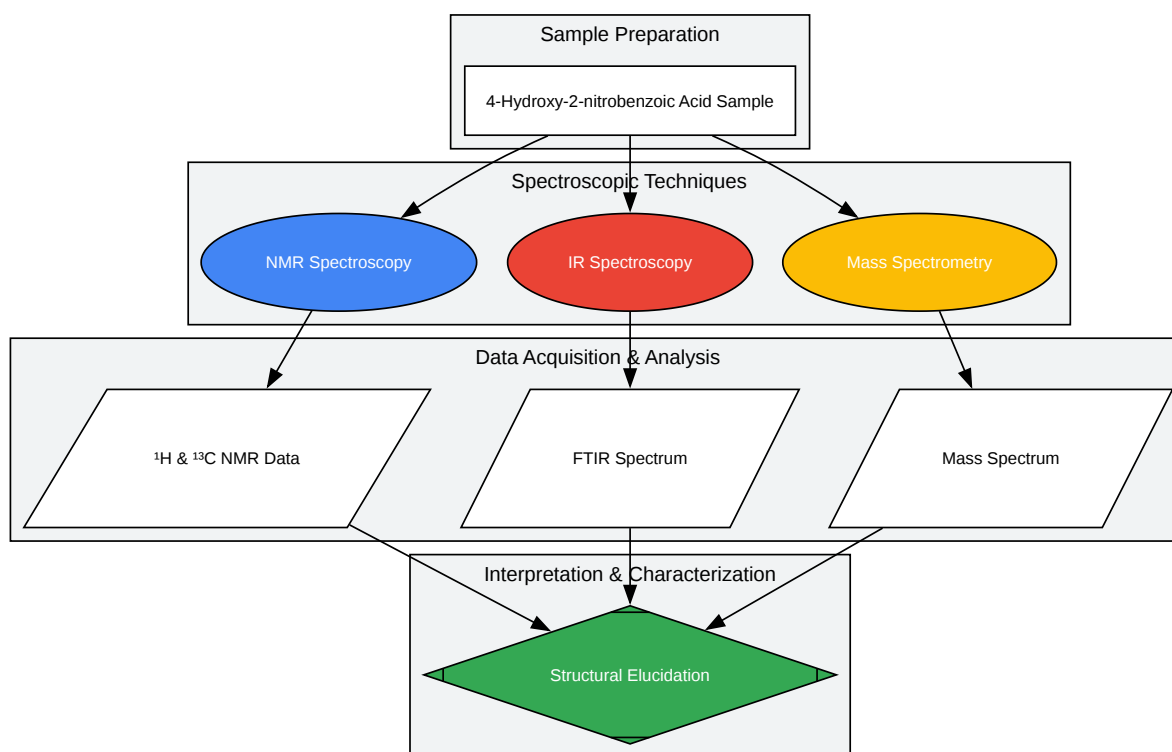 Sample Preparation
4-Hydroxy-2-nitrobenzoic Acid Sample
Spectroscopic Techniques
NMR Spectroscopy
IR Spectroscopy
Mass Spectrometry
Data Acquisition & Analysis
¹H & ¹³C NMR Data
FTIR Spectrum
Mass Spectrum
Interpretation & Characterization
Structural Elucidation